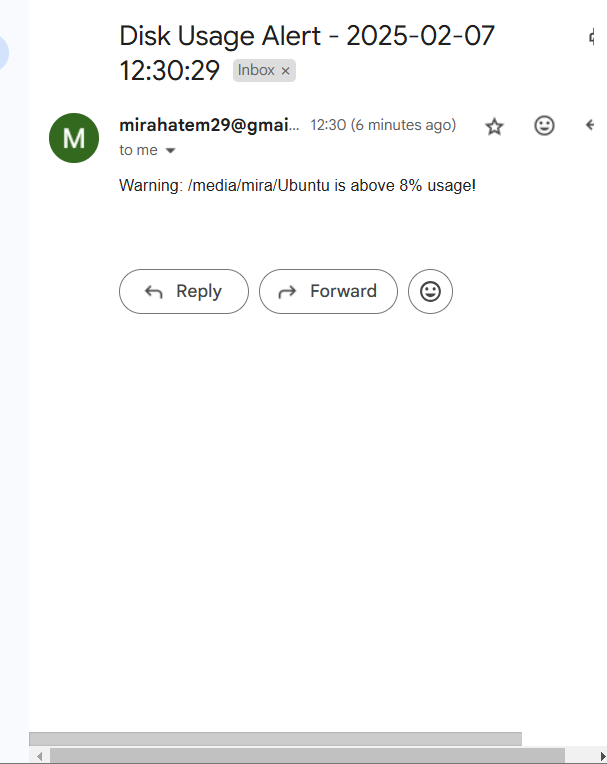 Disk Usage Alert - 2025-02-07
12:30:29 Inbox ×
M
mirahatem29@gmai... 12:30 (6 minutes ago)
to me
Warning: /media/mira/Ubuntu is above 8% usage!
Reply Forward